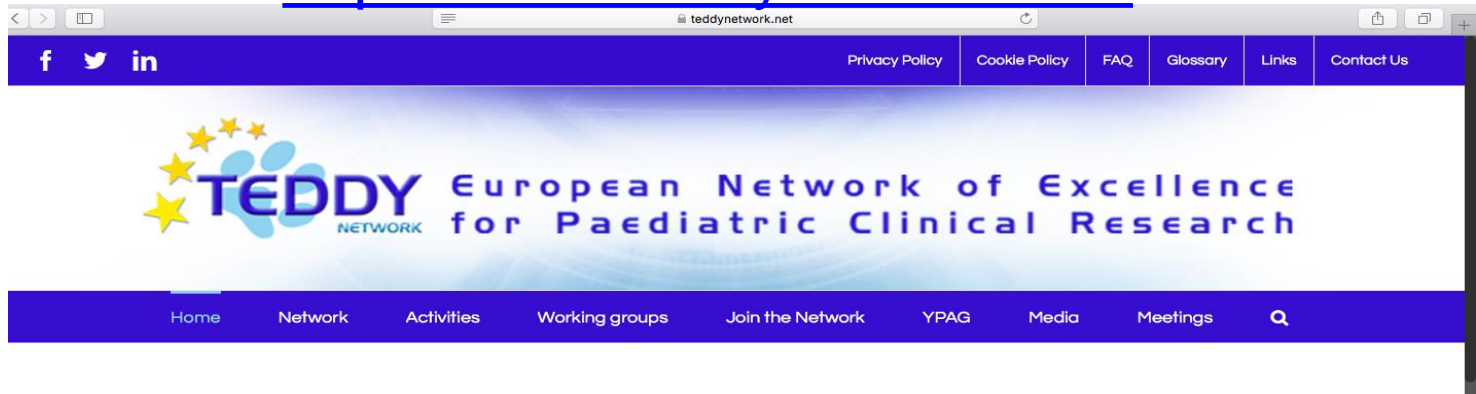 teddynetwork.net
f in Privacy Policy Cookie Policy FAQ Glossary Links Contact Us
TEDDY NETWORK
European Network of Excellence
for Paediatric Clinical Research
Home Network Activities Working groups Join the Network YPAG Media Meetings